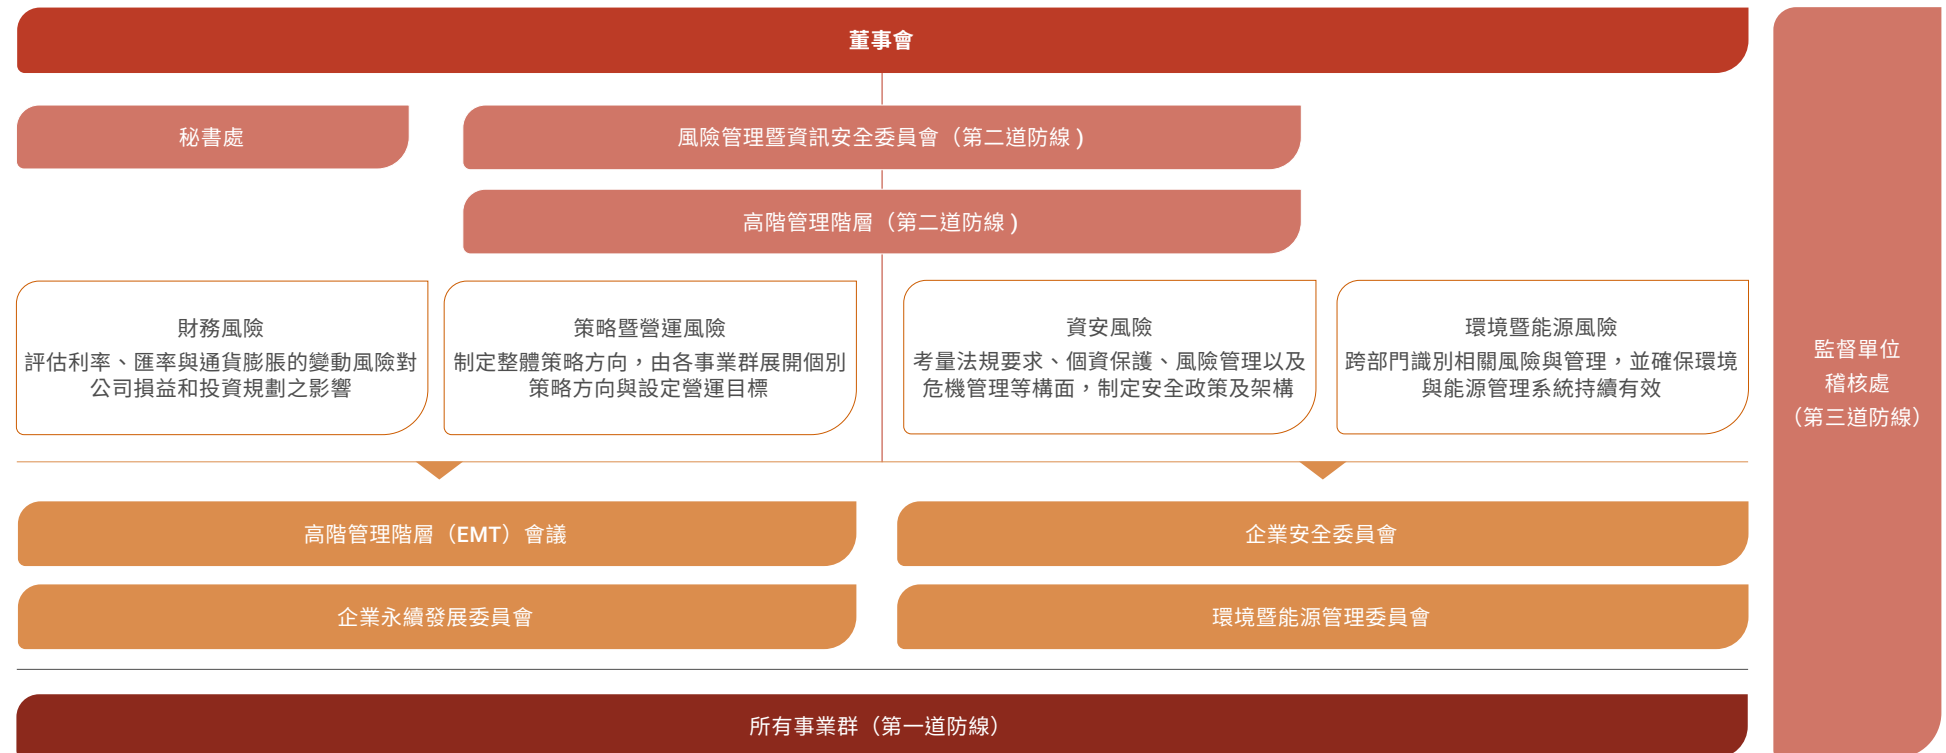 董事會
秘書處
風險管理暨資訊安全委員會（第二道防線）
高階管理階層（第二道防線）
財務風險
評估利率、匯率與通貨膨脹的變動風險對
公司損益和投資規劃之影響
策略暨營運風險
制定整體策略方向，由各事業群展開個別
策略方向與設定營運目標
資安風險
考量法規要求、個資保護、風險管理以及
危機管理等構面，制定安全政策及架構
環境暨能源風險
跨部門識別相關風險與管理，並確保環境
與能源管理系統持續有效
高階管理階層（EMT）會議
企業安全委員會
企業永續發展委員會
環境暨能源管理委員會
所有事業群（第一道防線）
監督單位
稽核處
（第三道防線）